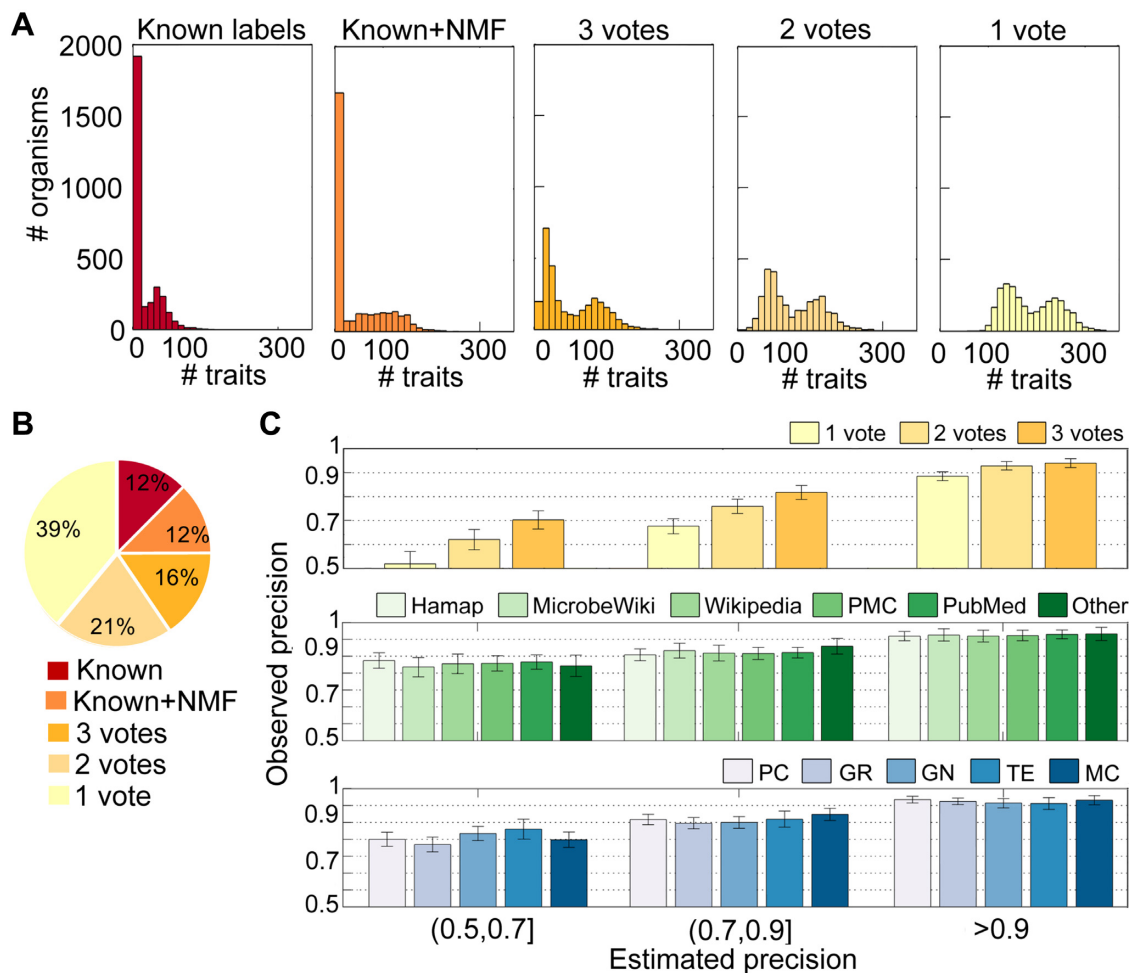 A
Known labels Known+NMF 3 votes 2 votes 1 vote
2000
1500
1000
500
0
# organisms
0 100 300 0 100 300 0 100 300 0 100 300 100 300
# traits # traits # traits # traits # traits
B
12%
12%
16%
21%
39%
Known
Known+NMF
3 votes
2 votes
1 vote
C
1 vote 2 votes 3 votes
1
0.9
0.7
0.5
Hamap MicrobeWiki Wikipedia PMC PubMed Other
1
0.9
0.7
0.5
PC GR GN TE MC
1
0.9
0.7
0.5
Observed precision
(0.5,0.7] (0.7,0.9] >0.9
Estimated precision